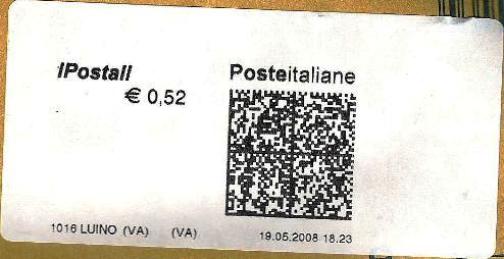 IPostali
Posteitaliane
€ 0,52
1016 LUINO (VA) (VA)
19.05.2008 18.23